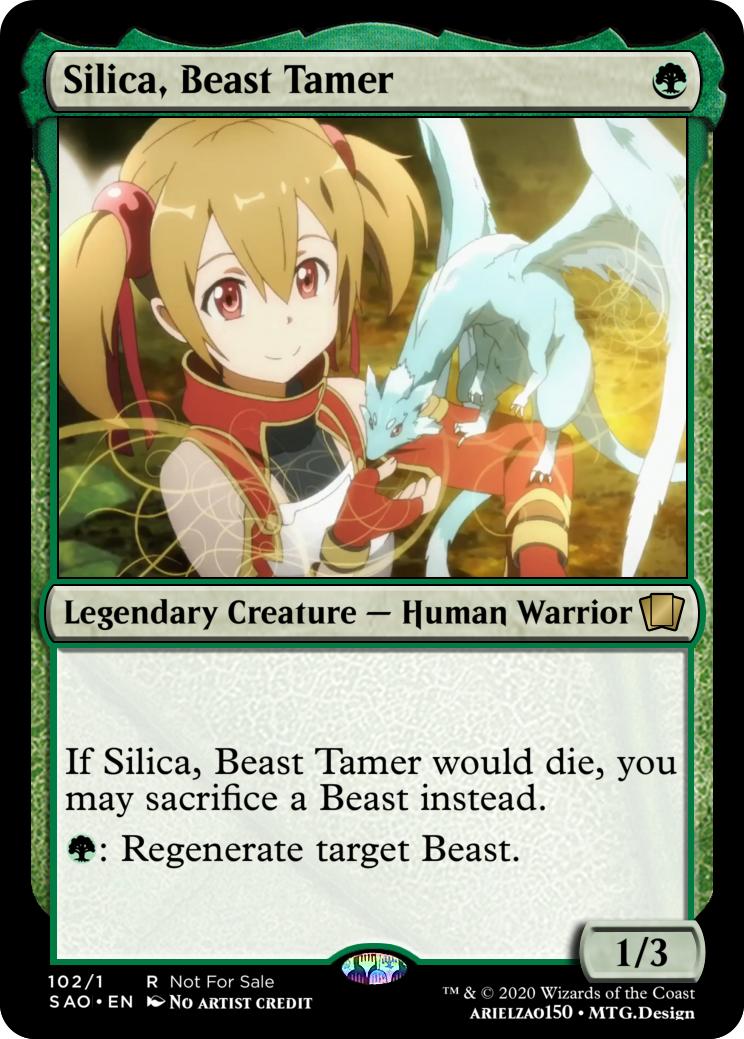 Silica, Beast Tamer
Legendary Creature — Human Warrior
If Silica, Beast Tamer would die, you
may sacrifice a Beast instead.
: Regenerate target Beast.
1/3
102/1 R Not For Sale
SAO • EN No artist credit
™ & © 2020 Wizards of the Coast
ARIELZAO150 • MTG.Design